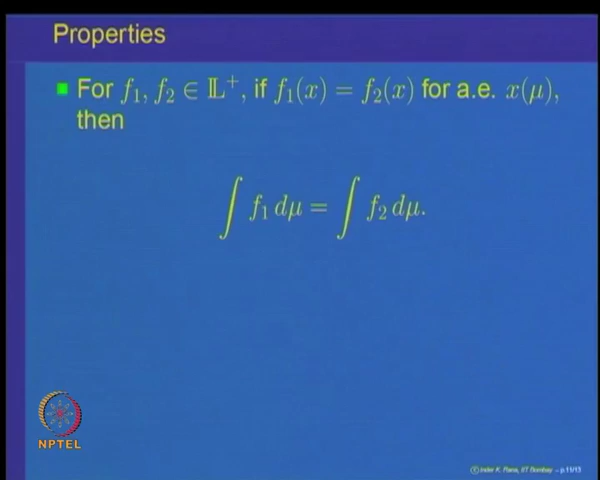 Properties
For f₁, f₂ ∈ 𝕃⁺, if f₁(x) = f₂(x) for a.e. x(μ),
then
∫ f₁ dμ = ∫ f₂ dμ.
NPTEL
© Inder K. Rana, IIT Bombay – p.11/13